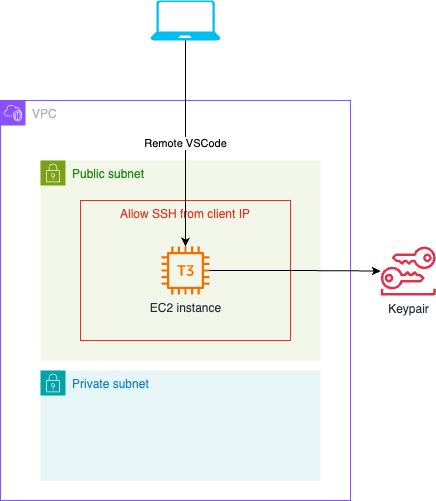 VPC
Remote VSCode
Public subnet
Allow SSH from client IP
T3
EC2 instance
Keypair
Private subnet